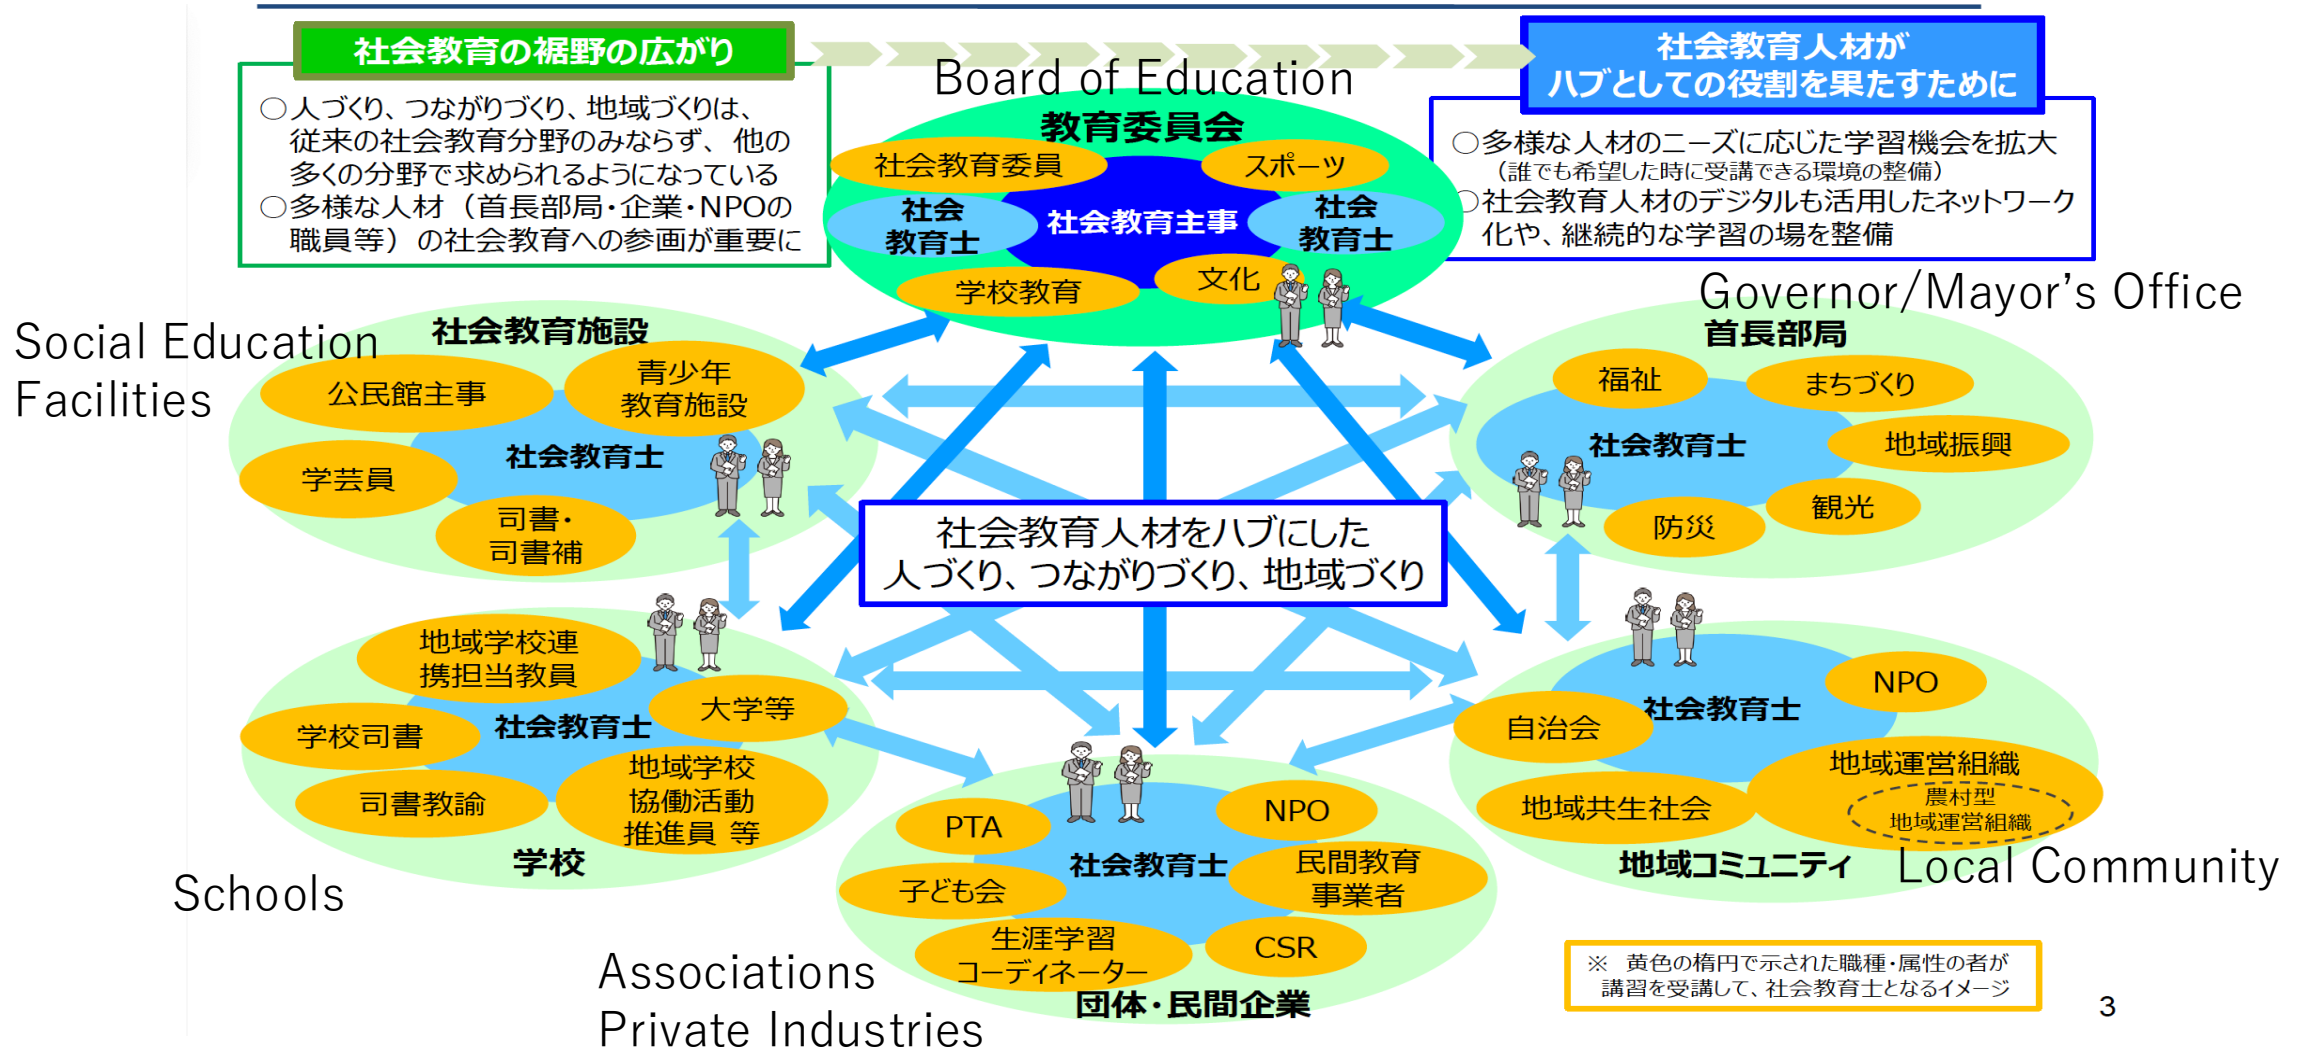 社会教育の裾野の広がり
○人づくり、つながりづくり、地域づくりは、
従来の社会教育分野のみならず、他の
多くの分野で求められるようになっている
○多様な人材（首長部局・企業・NPOの
職員等）の社会教育への参画が重要に
社会教育人材が
ハブとしての役割を果たすために
○多様な人材のニーズに応じた学習機会を拡大
（誰でも希望した時に受講できる環境の整備）
○社会教育人材のデジタルも活用したネットワーク
化や、継続的な学習の場を整備
Board of Education
教育委員会
社会教育委員
スポーツ
社会
教育士
社会教育主事
社会
教育士
学校教育
文化
Social Education
Facilities
社会教育施設
公民館主事
青少年
教育施設
社会教育士
学芸員
司書・
司書補
Governor/Mayor’s Office
首長部局
福祉
まちづくり
社会教育士
地域振興
観光
防災
社会教育人材をハブにした
人づくり、つながりづくり、地域づくり
地域学校連
携担当教員
大学等
学校司書
社会教育士
司書教諭
地域学校
協働活動
推進員 等
学校
Schools
NPO
社会教育士
自治会
地域運営組織
農村型
地域運営組織
地域共生社会
地域コミュニティ
Local Community
PTA
NPO
社会教育士
民間教育
事業者
子ども会
生涯学習
コーディネーター
CSR
団体・民間企業
Associations
Private Industries
※　黄色の楕円で示された職種・属性の者が
講習を受講して、社会教育士となるイメージ
3